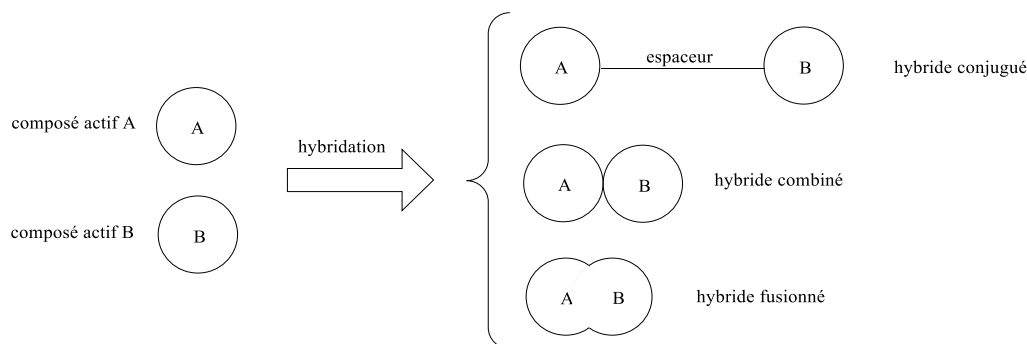 composé actif A
A
composé actif B
B
hybridation
A
espaceur
B
hybride conjugué
A
B
hybride combiné
A
B
hybride fusionné